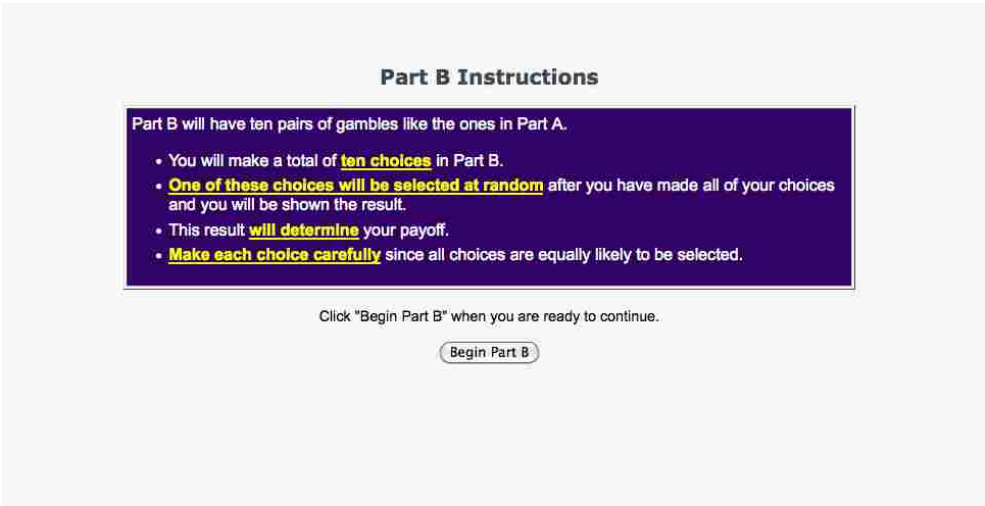 Part B Instructions
Part B will have ten pairs of gambles like the ones in Part A.
• You will make a total of ten choices in Part B.
• One of these choices will be selected at random after you have made all of your choices
and you will be shown the result.
• This result will determine your payoff.
• Make each choice carefully since all choices are equally likely to be selected.
Click "Begin Part B" when you are ready to continue.
Begin Part B